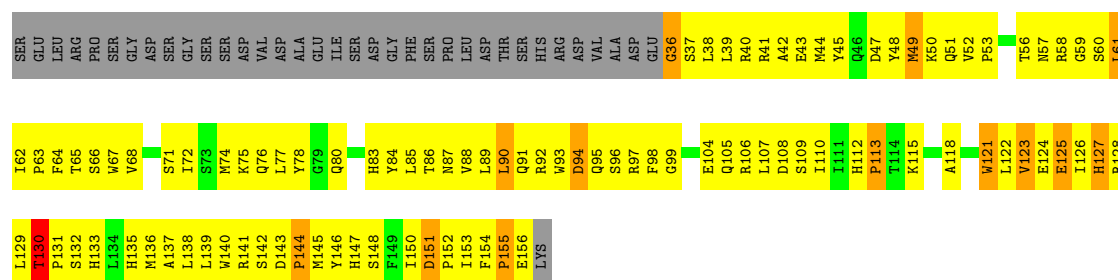 SER GLU LEU ARG PRO SER GLY ASP SER GLY SER SER ASP VAL ASP ALA GLU ILE SER ASP GLY PHE SER PRO LEU ASP THR SER HIS ARG ASP VAL ALA ASP GLU G36 S37 L38 L39 R40 R41 A42 E43 M44 Y45 Q46 D47 Y48 M49 K50 Q51 V52 P53 T56 N57 R58 G59 S60 L61
I62 P63 F64 T65 S66 W67 V68 S71 I72 S73 M74 K75 Q76 L77 Y78 G79 Q80 H83 Y84 L85 T86 N87 V88 L89 L90 Q91 R92 W93 D94 Q95 S96 R97 F98 G99 E104 Q105 R106 L107 D108 S109 I110 I111 H112 P113 T114 K115 A118 W121 L122 V123 E124 E125 I126 H127 R128
L129 T130 P131 S132 H133 L134 H135 M136 A137 L138 L139 W140 R141 S142 D143 P144 M145 Y146 H147 S148 F149 I150 D151 P152 I153 F154 P155 E156 LYS